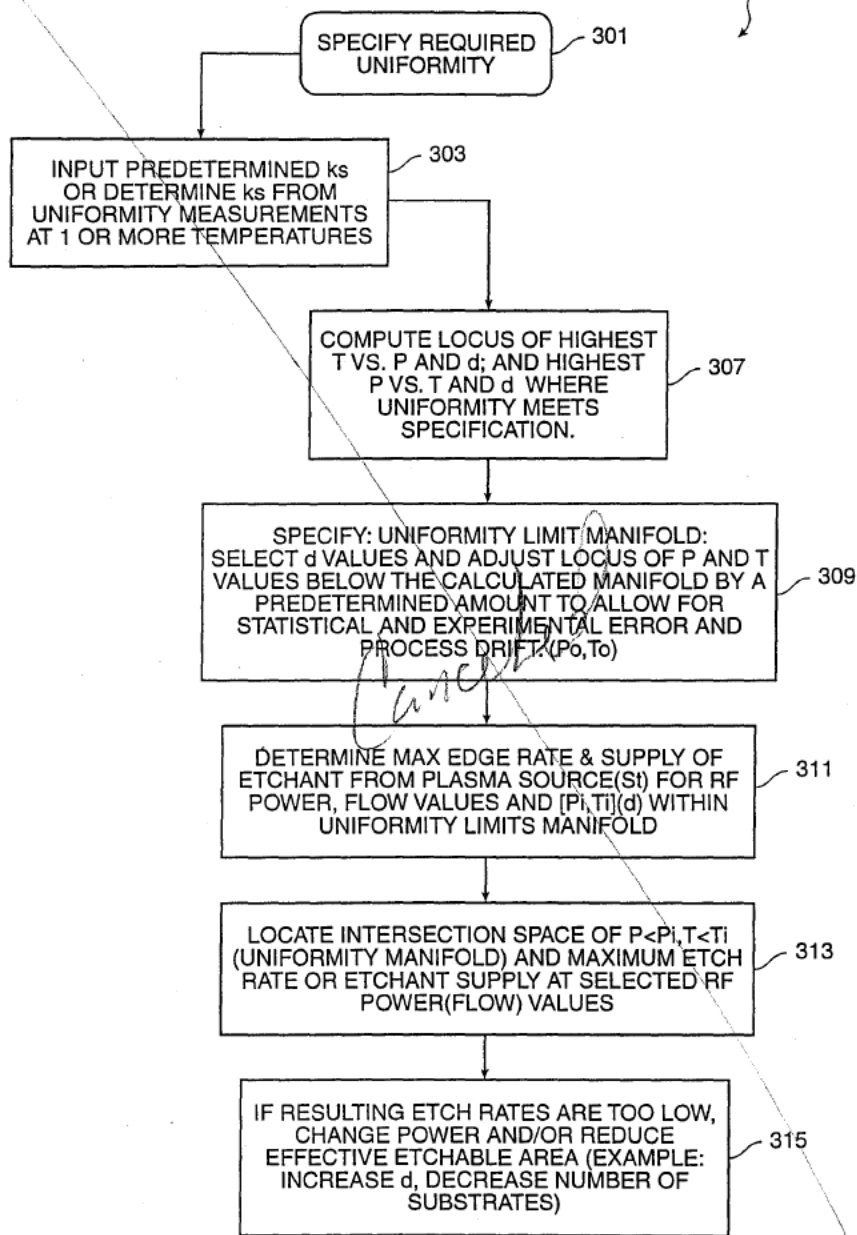 SPECIFY REQUIRED
UNIFORMITY
301
INPUT PREDETERMINED ks
OR DETERMINE ks FROM
UNIFORMITY MEASUREMENTS
AT 1 OR MORE TEMPERATURES
303
COMPUTE LOCUS OF HIGHEST
T VS. P AND d; AND HIGHEST
P VS. T AND d WHERE
UNIFORMITY MEETS
SPECIFICATION.
307
SPECIFY: UNIFORMITY LIMIT MANIFOLD:
SELECT d VALUES AND ADJUST LOCUS OF P AND T
VALUES BELOW THE CALCULATED MANIFOLD BY A
PREDETERMINED AMOUNT TO ALLOW FOR
STATISTICAL AND EXPERIMENTAL ERROR AND
PROCESS DRIFT. (Po,To)
309
Canceled
DETERMINE MAX EDGE RATE & SUPPLY OF
ETCHANT FROM PLASMA SOURCE(St) FOR RF
POWER, FLOW VALUES AND [Pi,Ti](d) WITHIN
UNIFORMITY LIMITS MANIFOLD
311
LOCATE INTERSECTION SPACE OF P<Pi,T<Ti
(UNIFORMITY MANIFOLD) AND MAXIMUM ETCH
RATE OR ETCHANT SUPPLY AT SELECTED RF
POWER(FLOW) VALUES
313
IF RESULTING ETCH RATES ARE TOO LOW,
CHANGE POWER AND/OR REDUCE
EFFECTIVE ETCHABLE AREA (EXAMPLE:
INCREASE d, DECREASE NUMBER OF
SUBSTRATES)
315